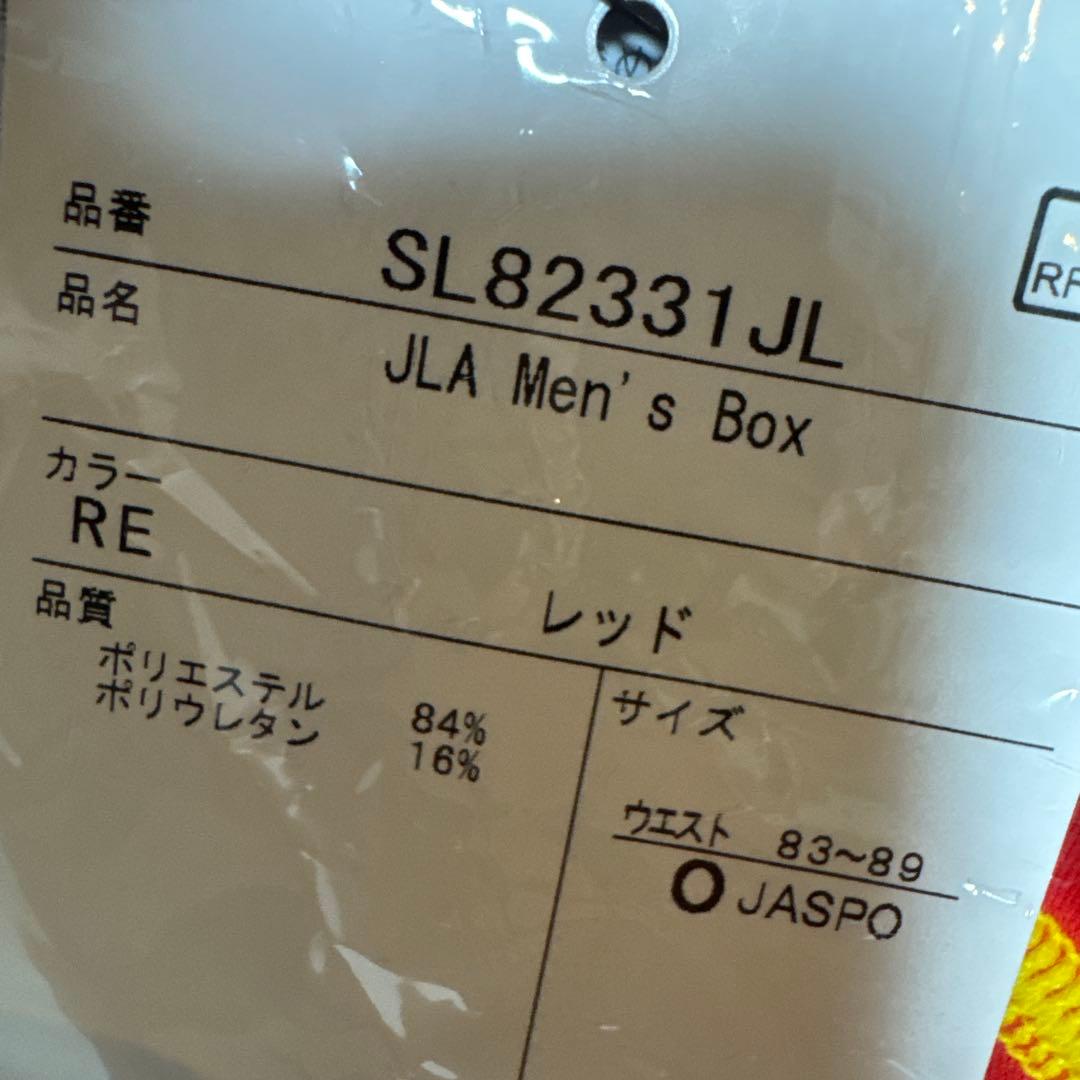 品番
SL82331JL
品名
JLA Men's Box
カラー
RE
レッド
品質
ポリエステル 84%
ポリウレタン 16%
サイズ
ウエスト 83~89
O JASPO